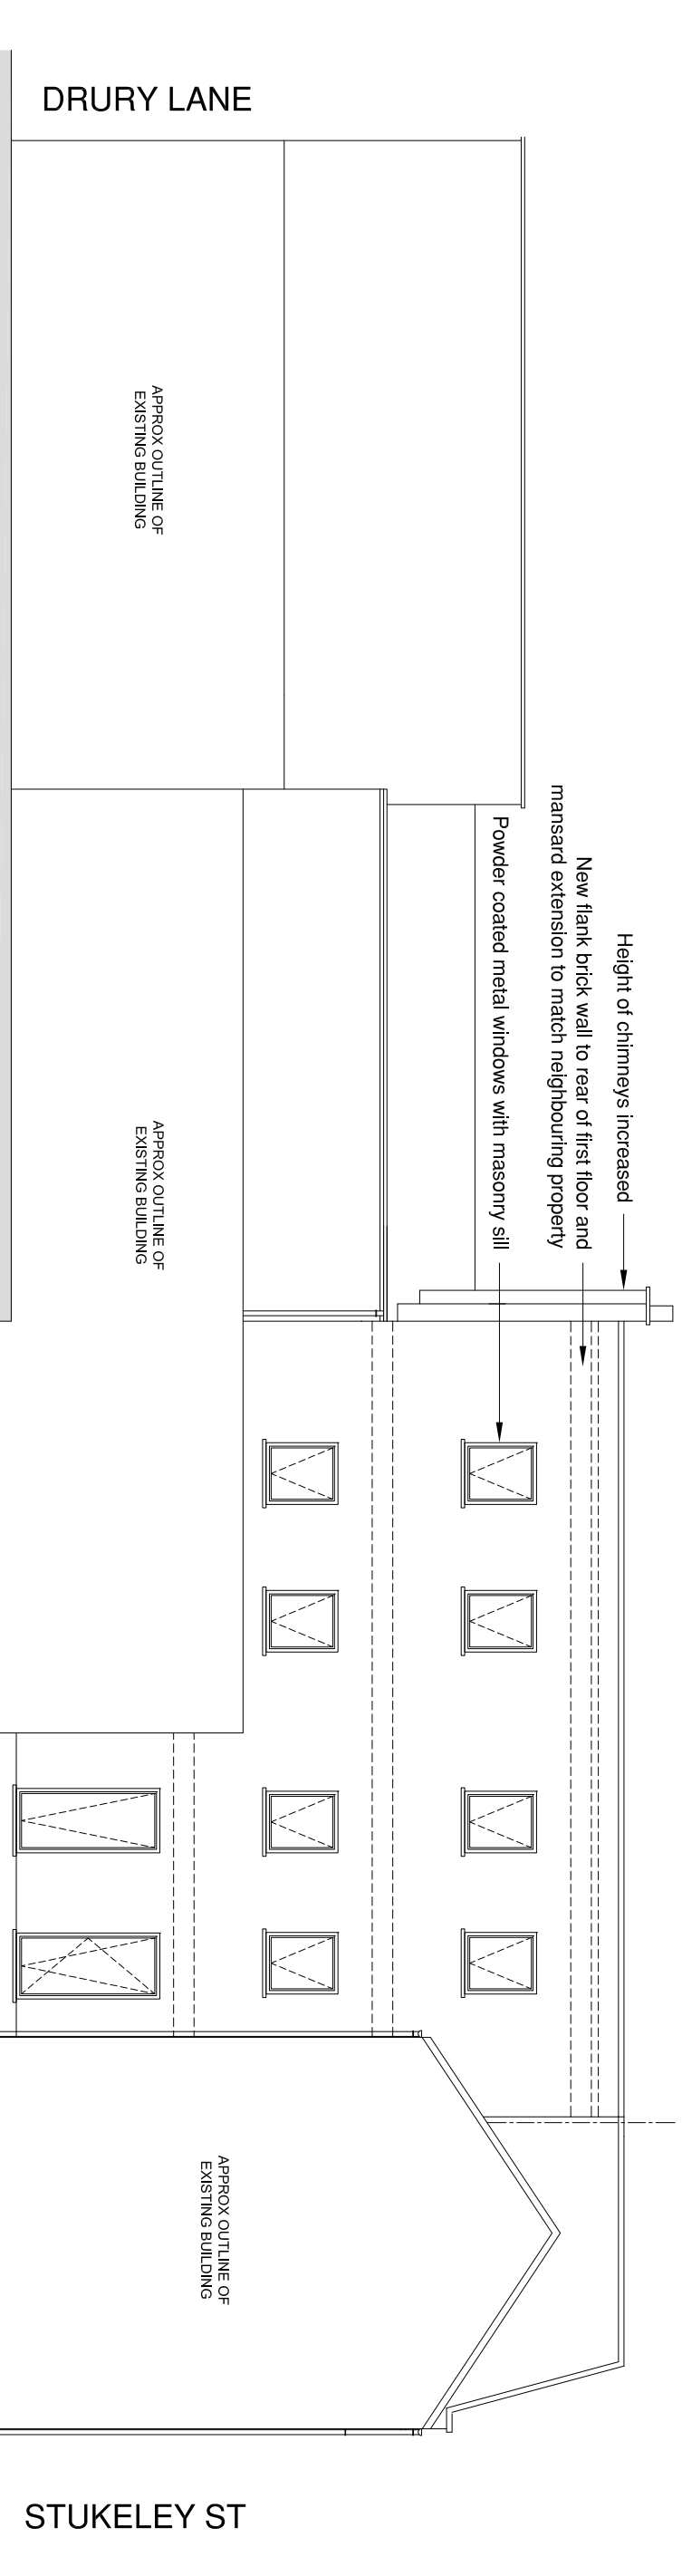 DRURY LANE
APPROX OUTLINE OF
EXISTING BUILDING
Height of chimneys increased
New flank brick wall to rear of first floor and
mansard extension to match neighbouring property
Powder coated metal windows with masonry sill
APPROX OUTLINE OF
EXISTING BUILDING
APPROX OUTLINE OF
EXISTING BUILDING
STUKELEY ST